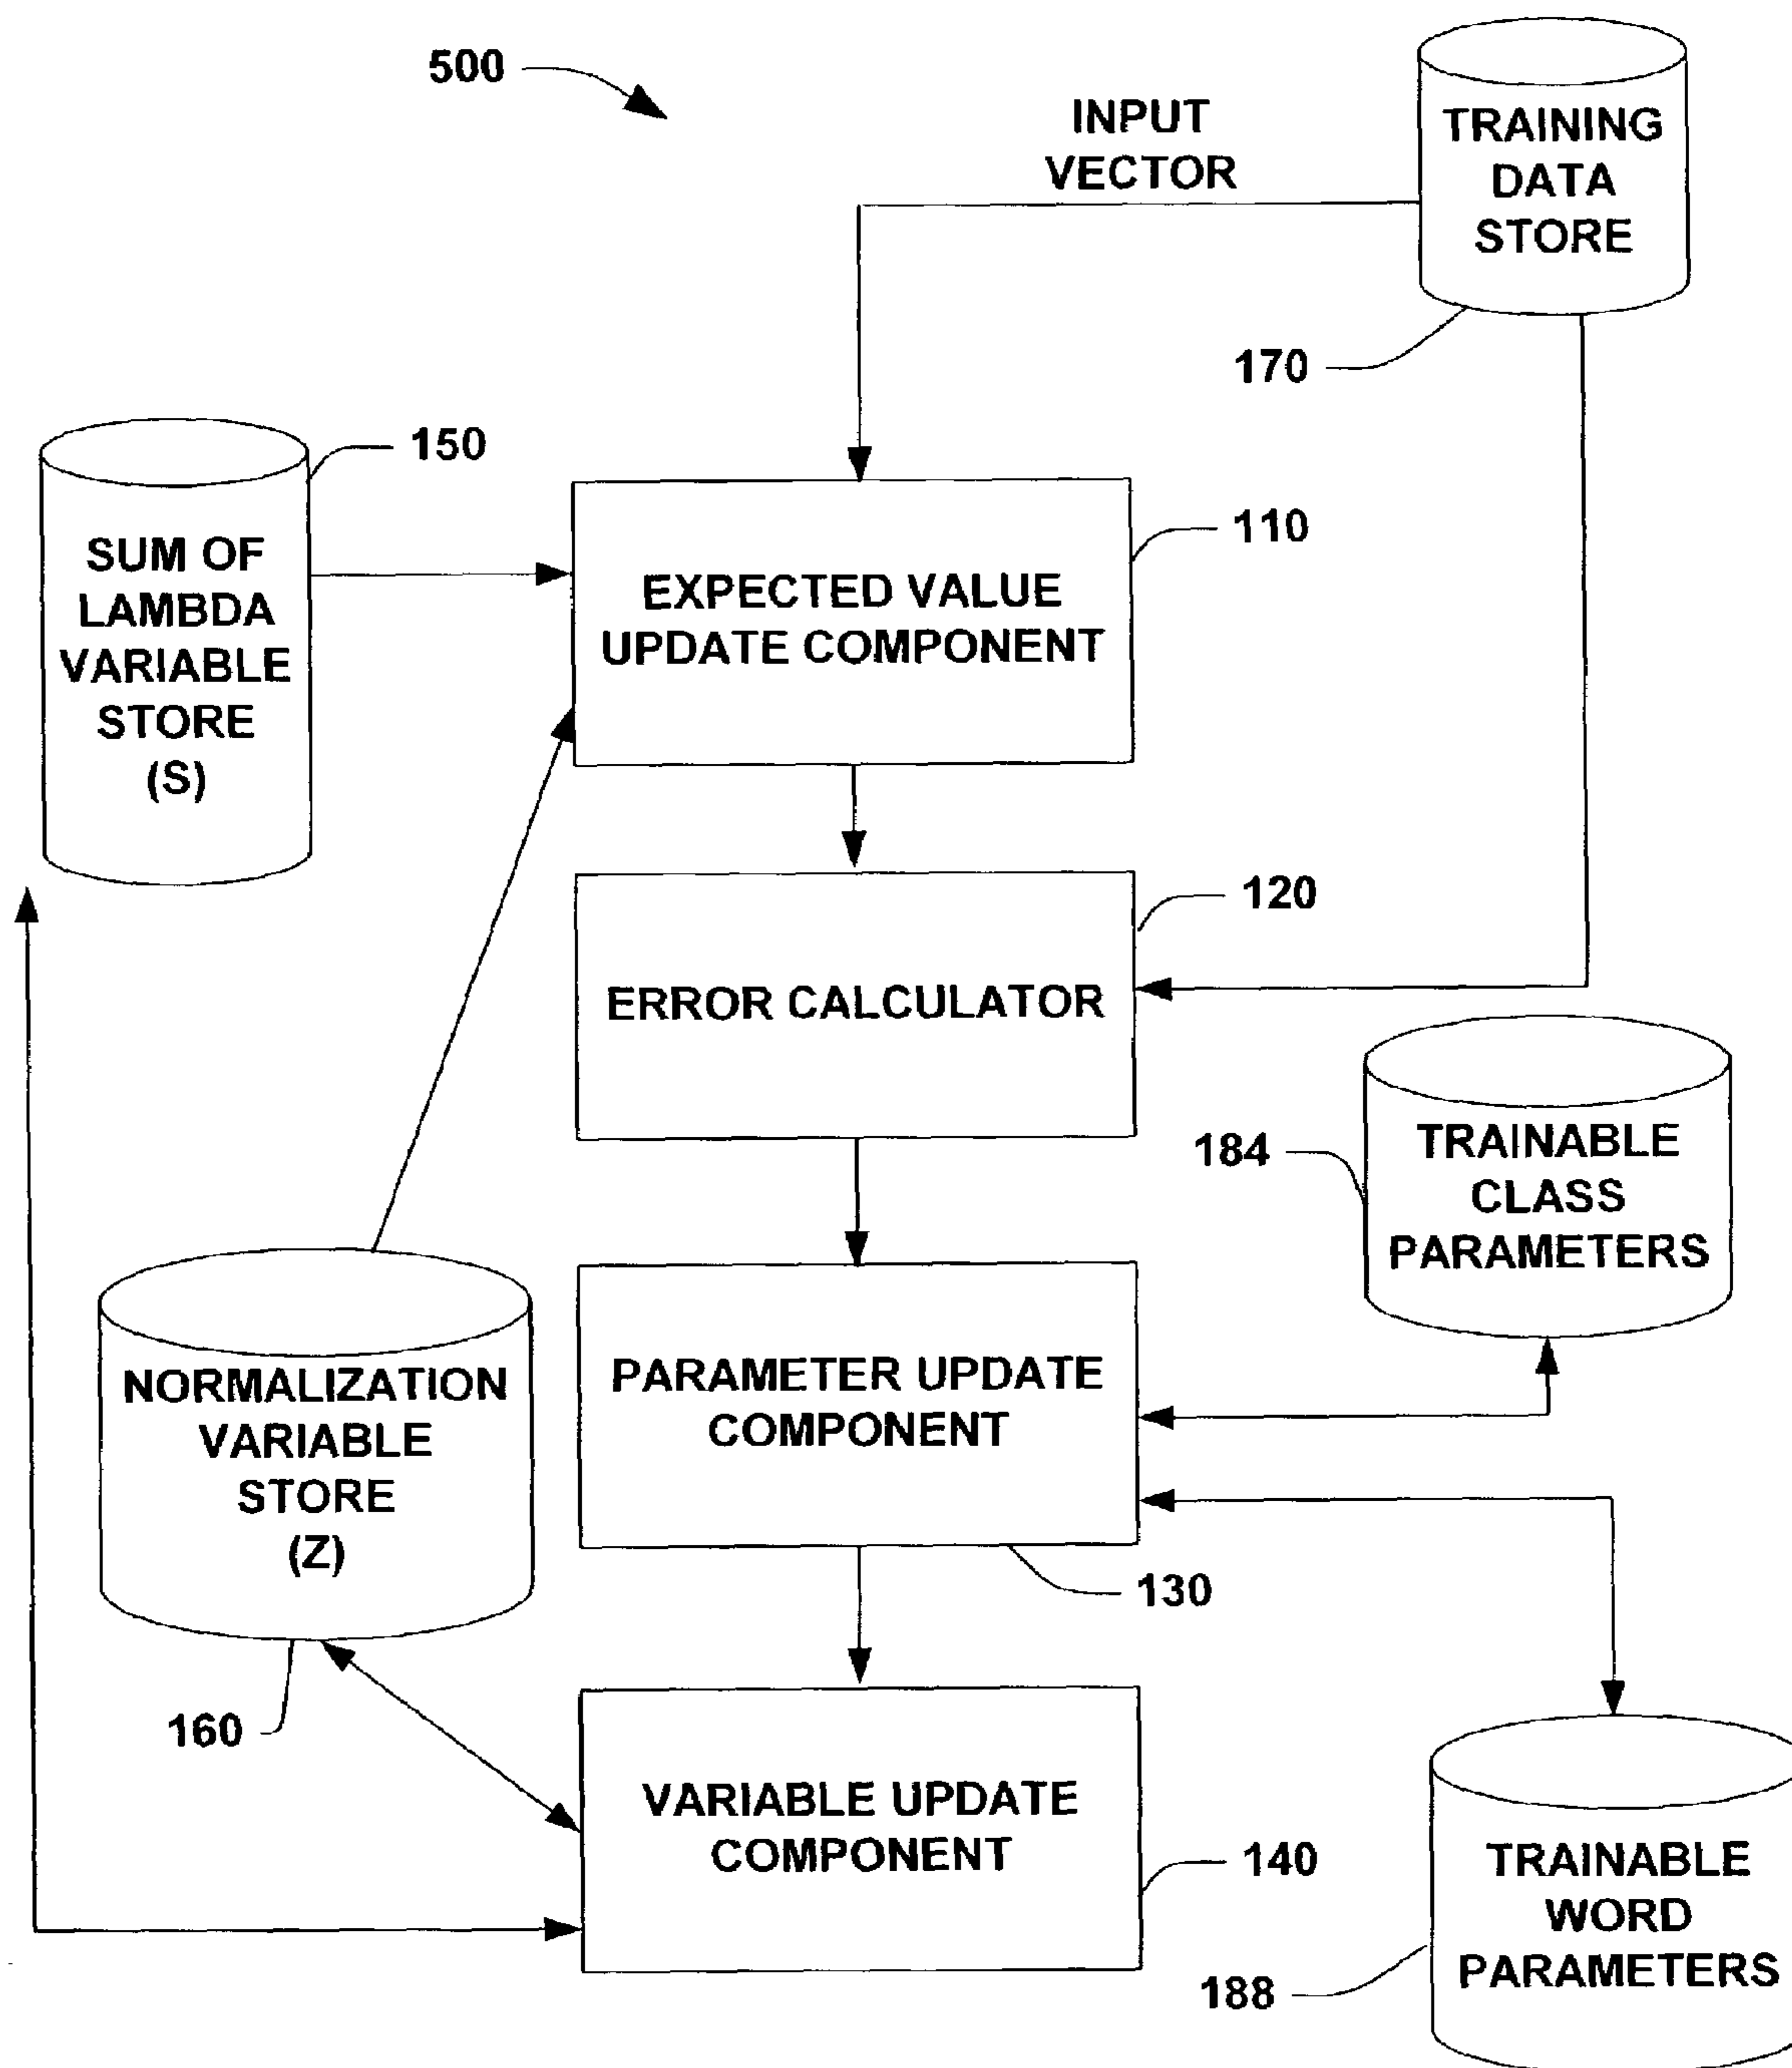 500
INPUT
VECTOR
TRAINING
DATA
STORE
170
150
SUM OF
LAMBDA
VARIABLE
STORE
(S)
110
EXPECTED VALUE
UPDATE COMPONENT
120
ERROR CALCULATOR
184
TRAINABLE
CLASS
PARAMETERS
NORMALIZATION
VARIABLE
STORE
(Z)
160
PARAMETER UPDATE
COMPONENT
130
VARIABLE UPDATE
COMPONENT
140
TRAINABLE
WORD
PARAMETERS
188